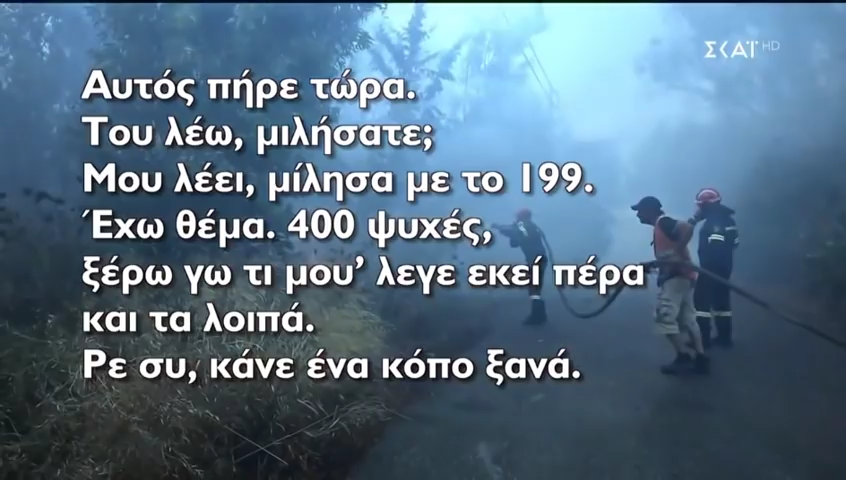 ΣΚΑΪ HD
Αυτός πήρε τώρα.
Του λέω, μιλήσατε;
Μου λέει, μίλησα με το 199.
Έχω θέμα. 400 ψυχές,
ξέρω γω τι μου' λεγε εκεί πέρα
και τα λοιπά.
Ρε συ, κάνε ένα κόπο ξανά.